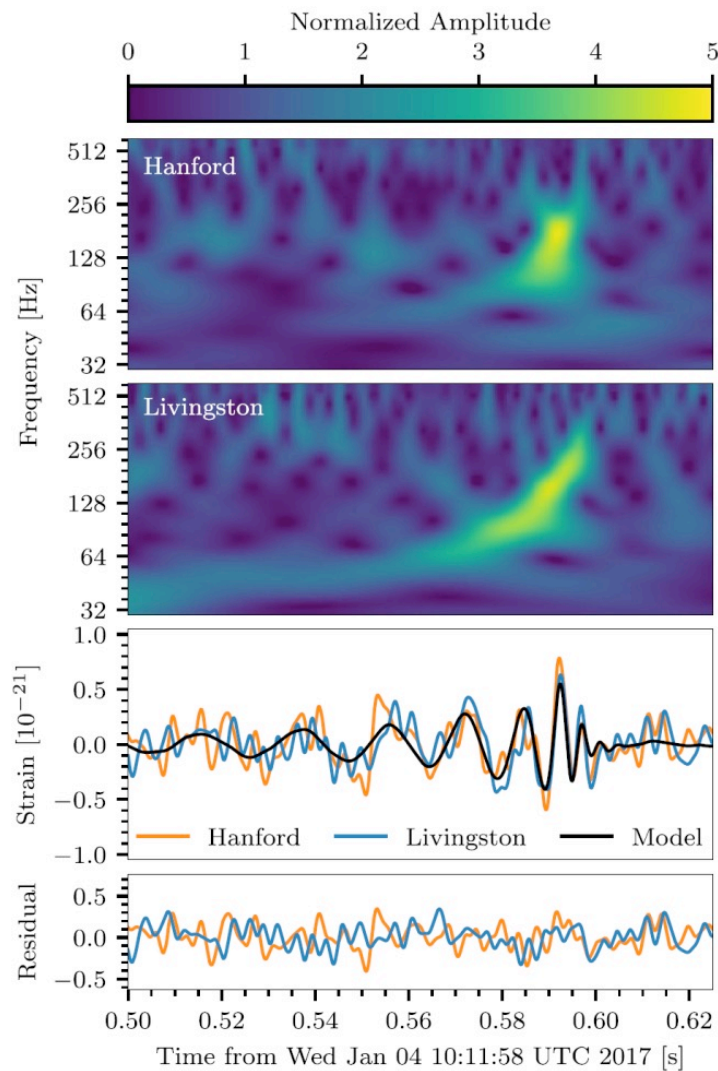 Normalized Amplitude
0 1 2 3 4 5
Hanford
512
256
128
64
32
Frequency [Hz]
Livingston
512
256
128
64
32
1.0
0.5
0.0
−0.5
−1.0
Strain [10⁻²¹]
Hanford Livingston Model
0.5
0.0
−0.5
Residual
0.50 0.52 0.54 0.56 0.58 0.60 0.62
Time from Wed Jan 04 10:11:58 UTC 2017 [s]